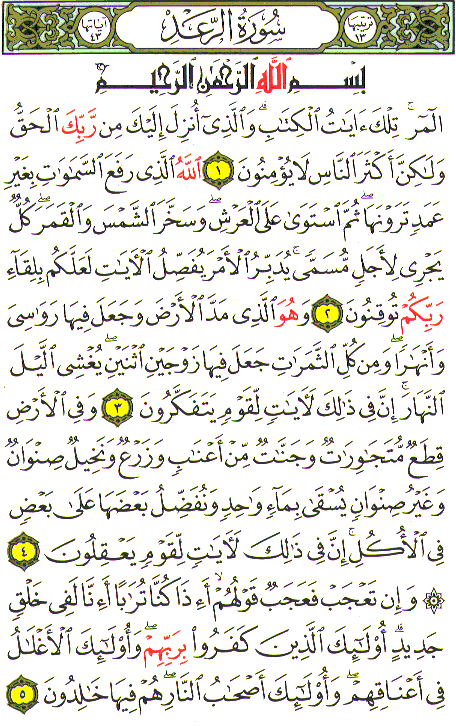 ترتيبها ١٣ سُورَةُ الرَّعْدِ آياتها ٤٣
بِسْمِ ٱللَّهِ ٱلرَّحْمَٰنِ ٱلرَّحِيمِ
الٓمٓر ۚ تِلْكَ ءَايَٰتُ ٱلْكِتَٰبِ ۗ وَٱلَّذِىٓ أُنزِلَ إِلَيْكَ مِن رَّبِّكَ ٱلْحَقُّ
وَلَٰكِنَّ أَكْثَرَ ٱلنَّاسِ لَا يُؤْمِنُونَ ١ ٱللَّهُ ٱلَّذِى رَفَعَ ٱلسَّمَٰوَٰتِ بِغَيْرِ
عَمَدٍ تَرَوْنَهَا ۖ ثُمَّ ٱسْتَوَىٰ عَلَى ٱلْعَرْشِ ۖ وَسَخَّرَ ٱلشَّمْسَ وَٱلْقَمَرَ ۖ كُلٌّ
يَجْرِى لِأَجَلٍ مُّسَمًّى ۚ يُدَبِّرُ ٱلْأَمْرَ يُفَصِّلُ ٱلْءَايَٰتِ لَعَلَّكُم بِلِقَآءِ
رَبِّكُمْ تُوقِنُونَ ٢ وَهُوَ ٱلَّذِى مَدَّ ٱلْأَرْضَ وَجَعَلَ فِيهَا رَوَٰسِىَ
وَأَنْهَٰرًا ۖ وَمِن كُلِّ ٱلثَّمَرَٰتِ جَعَلَ فِيهَا زَوْجَيْنِ ٱثْنَيْنِ ۖ يُغْشِى ٱلَّيْلَ
ٱلنَّهَارَ ۚ إِنَّ فِى ذَٰلِكَ لَءَايَٰتٍ لِّقَوْمٍ يَتَفَكَّرُونَ ٣ وَفِى ٱلْأَرْضِ
قِطَعٌ مُّتَجَٰوِرَٰتٌ وَجَنَّٰتٌ مِّنْ أَعْنَٰبٍ وَزَرْعٌ وَنَخِيلٌ صِنْوَانٌ
وَغَيْرُ صِنْوَانٍ يُسْقَىٰ بِمَآءٍ وَٰحِدٍ وَنُفَضِّلُ بَعْضَهَا عَلَىٰ بَعْضٍ
فِى ٱلْأُكُلِ ۚ إِنَّ فِى ذَٰلِكَ لَءَايَٰتٍ لِّقَوْمٍ يَعْقِلُونَ ٤
۞ وَإِن تَعْجَبْ فَعَجَبٌ قَوْلُهُمْ أَءِذَا كُنَّا تُرَٰبًا أَءِنَّا لَفِى خَلْقٍ
جَدِيدٍ ۗ أُو۟لَٰٓئِكَ ٱلَّذِينَ كَفَرُوا۟ بِرَبِّهِمْ ۖ وَأُو۟لَٰٓئِكَ ٱلْأَغْلَٰلُ
فِىٓ أَعْنَاقِهِمْ ۖ وَأُو۟لَٰٓئِكَ أَصْحَٰبُ ٱلنَّارِ ۖ هُمْ فِيهَا خَٰلِدُونَ ٥